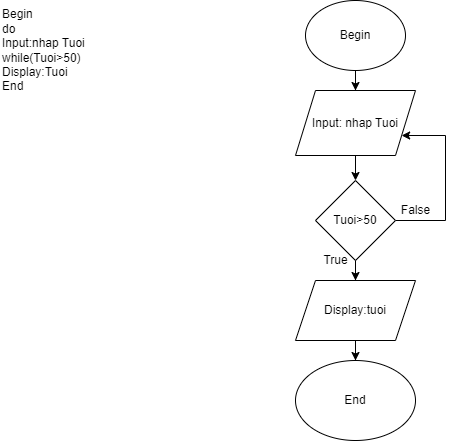 Begin
do
Input:nhap Tuoi
while(Tuoi>50)
Display:Tuoi
End
Begin
Input: nhap Tuoi
Tuoi>50
False
True
Display:tuoi
End